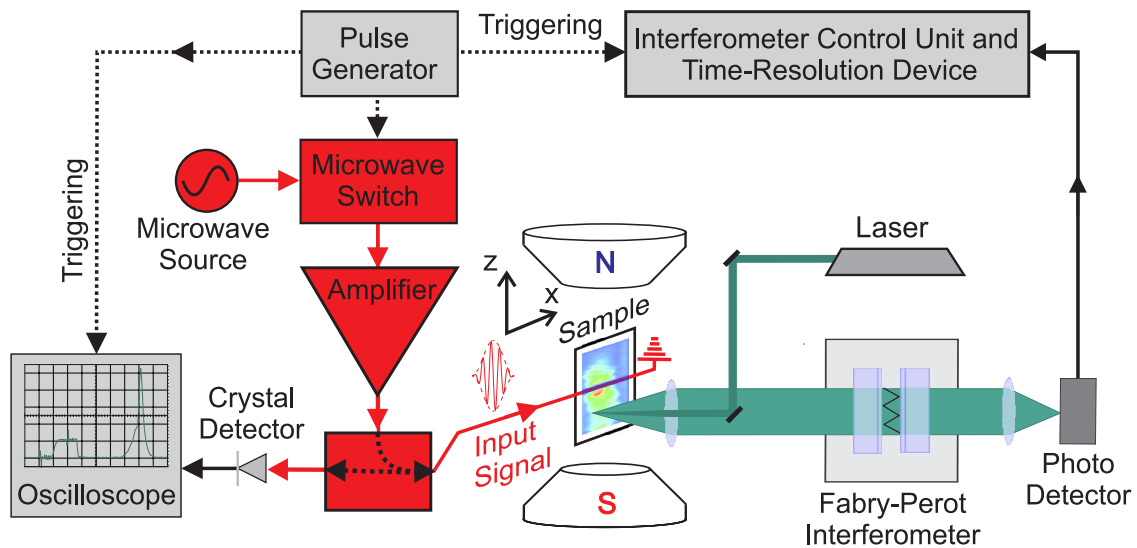 Pulse
Generator
Triggering
Interferometer Control Unit and
Time-Resolution Device
Triggering
Microwave
Switch
Microwave
Source
Amplifier
z
x
N
Sample
Laser
Crystal
Detector
Input
Signal
Oscilloscope
S
Fabry-Perot
Interferometer
Photo
Detector